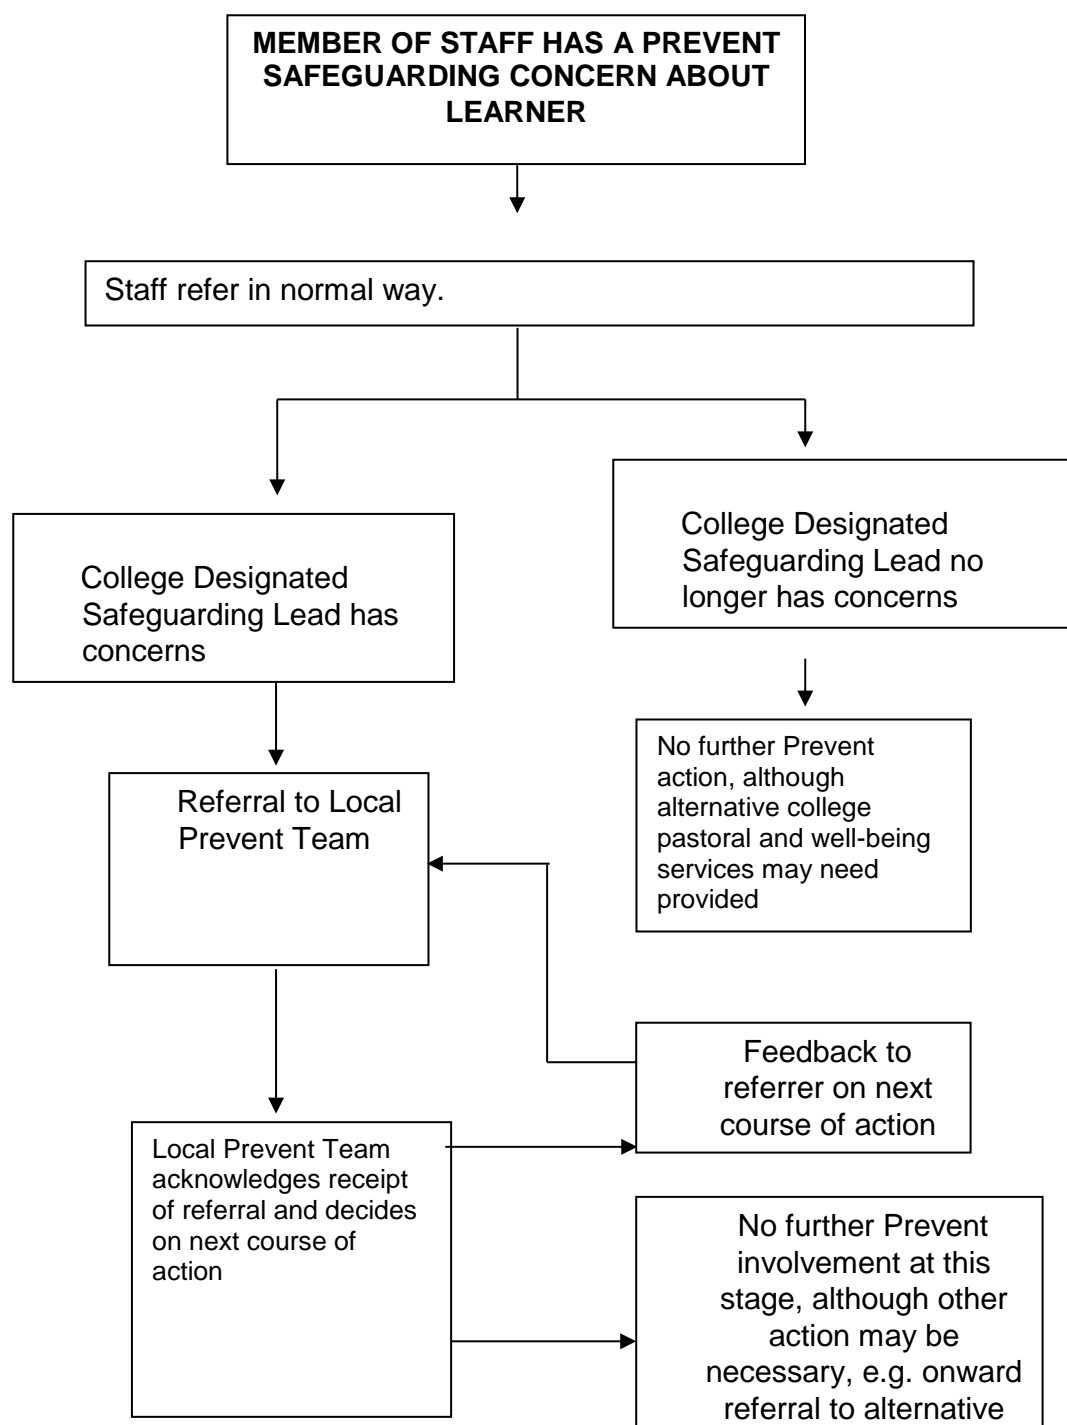 MEMBER OF STAFF HAS A PREVENT
SAFEGUARDING CONCERN ABOUT
LEARNER
Staff refer in normal way.
College Designated
Safeguarding Lead has
concerns
College Designated
Safeguarding Lead no
longer has concerns
No further Prevent
action, although
alternative college
pastoral and well-being
services may need
provided
Referral to Local
Prevent Team
Feedback to
referrer on next
course of action
Local Prevent Team
acknowledges receipt
of referral and decides
on next course of
action
No further Prevent
involvement at this
stage, although other
action may be
necessary, e.g. onward
referral to alternative